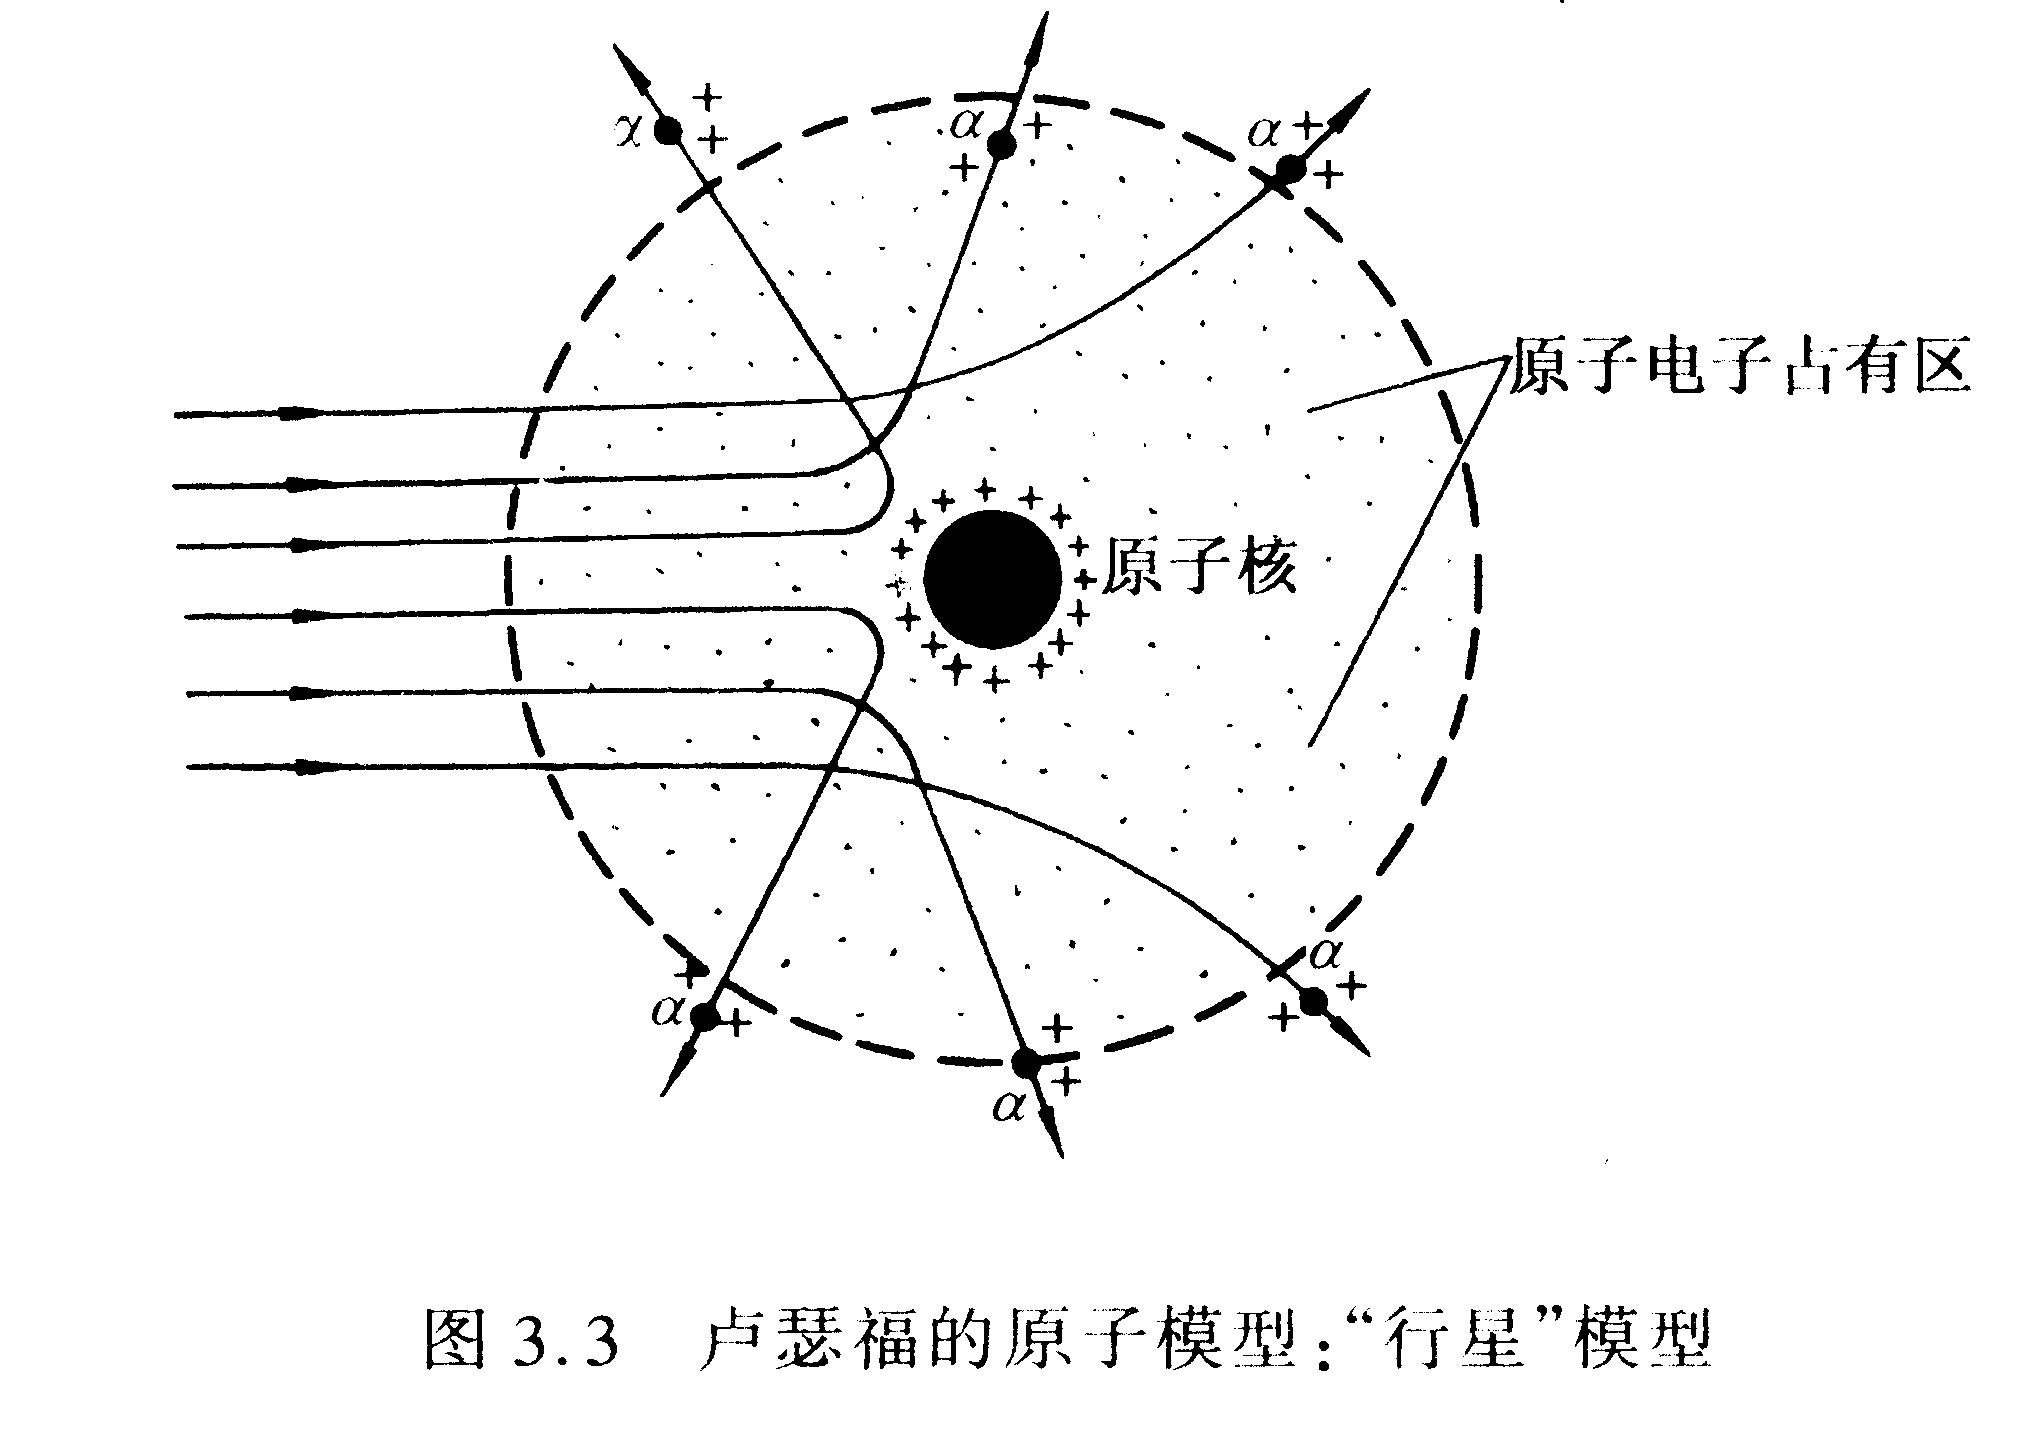 α + +
α + +
α + +
原子电子占有区
原子核
α + +
α + +
α + +
图 3.3 卢瑟福的原子模型:“行星”模型